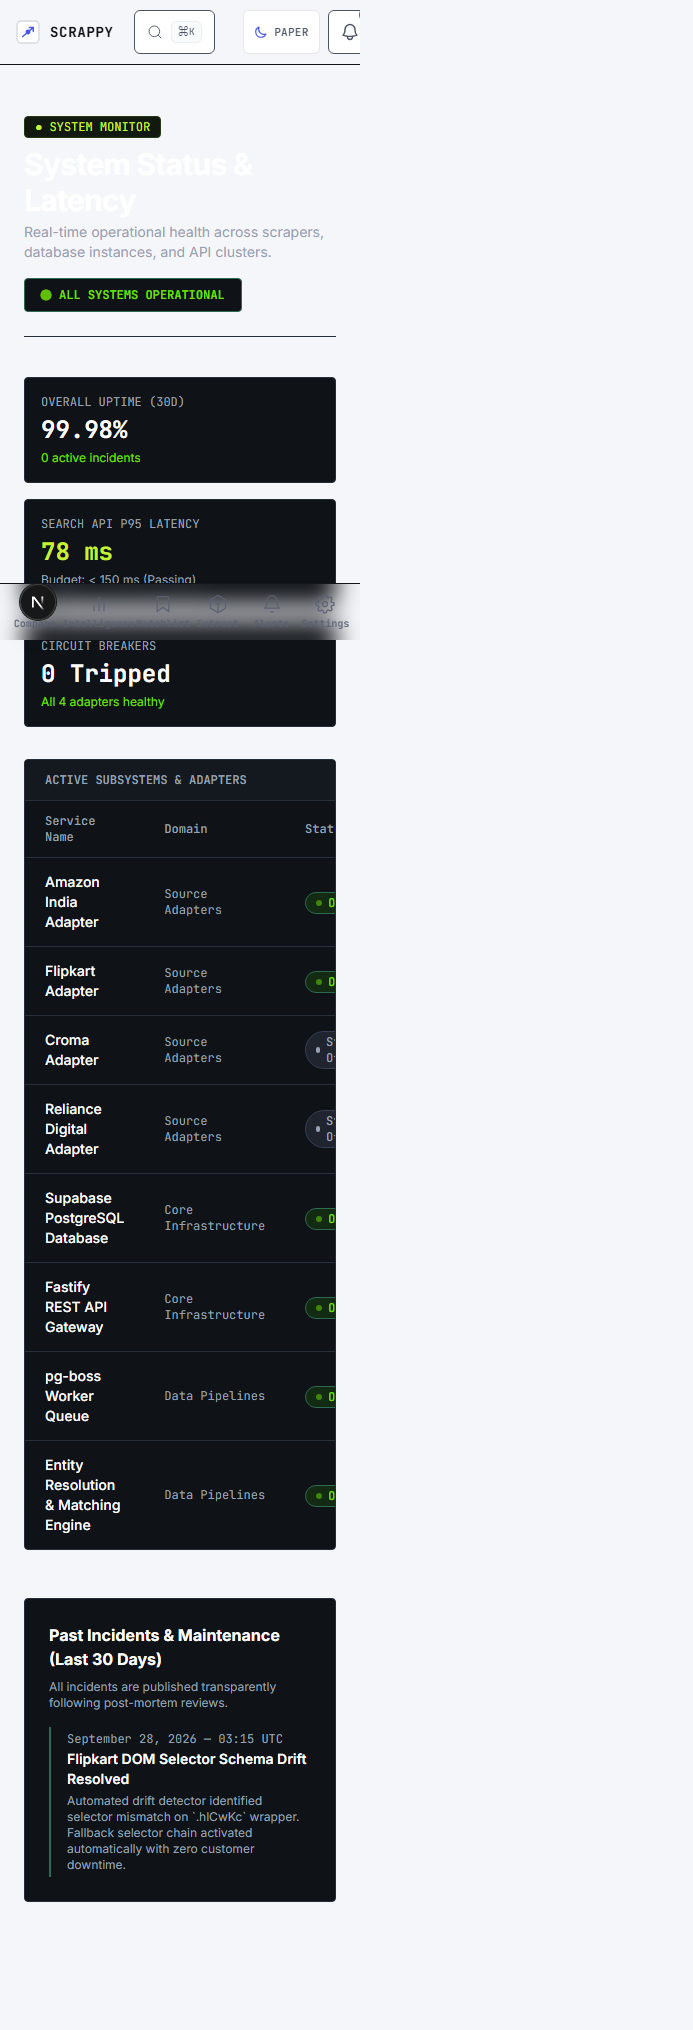 SCRAPPY
⌘K
PAPER
SYSTEM MONITOR
System Status &
Latency
Real-time operational health across scrapers,
database instances, and API clusters.
ALL SYSTEMS OPERATIONAL
OVERALL UPTIME (30D)
99.98%
0 active incidents
SEARCH API P95 LATENCY
78 ms
Budget: < 150 ms (Passing)
N
Settings
CIRCUIT BREAKERS
0 Tripped
All 4 adapters healthy
ACTIVE SUBSYSTEMS & ADAPTERS
Service
Name
Domain
Stat
Amazon
India
Adapter
Source
Adapters
Flipkart
Adapter
Source
Adapters
Croma
Adapter
Source
Adapters
Reliance
Digital
Adapter
Source
Adapters
Supabase
PostgreSQL
Database
Core
Infrastructure
Fastify
REST API
Gateway
Core
Infrastructure
pg-boss
Worker
Queue
Data Pipelines
Entity
Resolution
& Matching
Engine
Data Pipelines
Past Incidents & Maintenance
(Last 30 Days)
All incidents are published transparently
following post-mortem reviews.
September 28, 2026 — 03:15 UTC
Flipkart DOM Selector Schema Drift
Resolved
Automated drift detector identified
selector mismatch on `.hlCwKc` wrapper.
Fallback selector chain activated
automatically with zero customer
downtime.